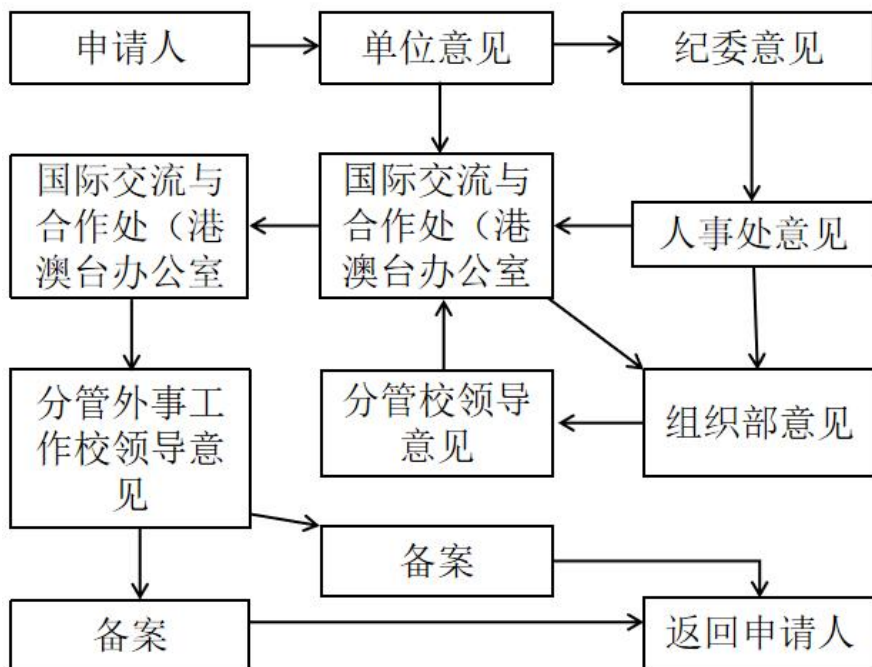 申请人
单位意见
纪委意见
国际交流与
合作处（港
澳台办公室
国际交流与
合作处（港
澳台办公室
人事处意见
分管外事工
作校领导意
见
分管校领导
意见
组织部意见
备案
备案
返回申请人